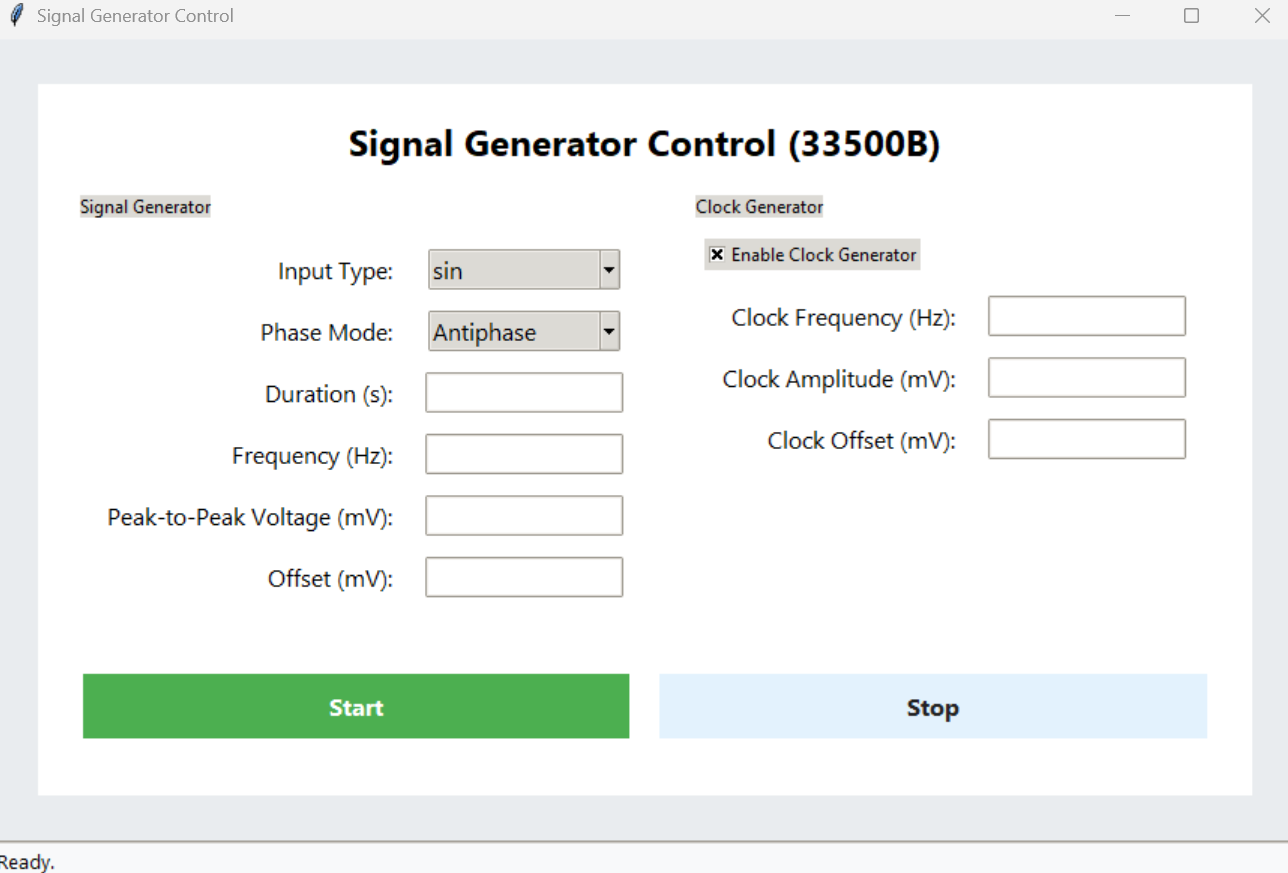 Signal Generator Control
Signal Generator Control (33500B)
Signal Generator
Input Type:
sin
Phase Mode:
Antiphase
Duration (s):
Frequency (Hz):
Peak-to-Peak Voltage (mV):
Offset (mV):
Clock Generator
Enable Clock Generator
Clock Frequency (Hz):
Clock Amplitude (mV):
Clock Offset (mV):
Start
Stop
Ready.